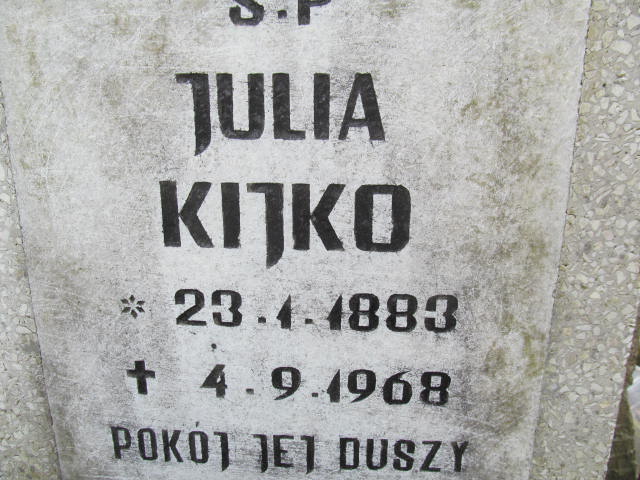 Ś.P
JULIA
KIJKO
* 23.1.1883
✝ 4.9.1968
POKÓJ JEJ DUSZY